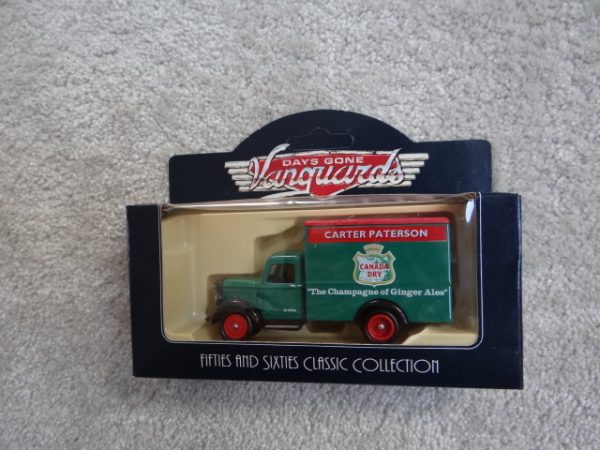 DAYS GONE
Vanguards
CARTER PATERSON
CANADA
DRY
"The Champagne of Ginger Ales"
FIFTIES AND SIXTIES CLASSIC COLLECTION